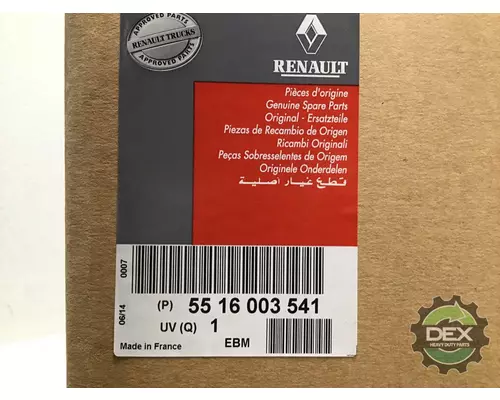 APPROVED PARTS
RENAULT TRUCKS
APPROVED PARTS
RENAULT
Pièces d'origine
Genuine Spare Parts
Original - Ersatzteile
Piezas de Recambio de Origen
Ricambi Originali
Peças Sobresselentes de Origem
Originele Onderdelen
قطع غيار أصلية
0007
06/14
(P) 55 16 003 541
UV (Q) 1
Made in France EBM
DEX
HEAVY DUTY PARTS